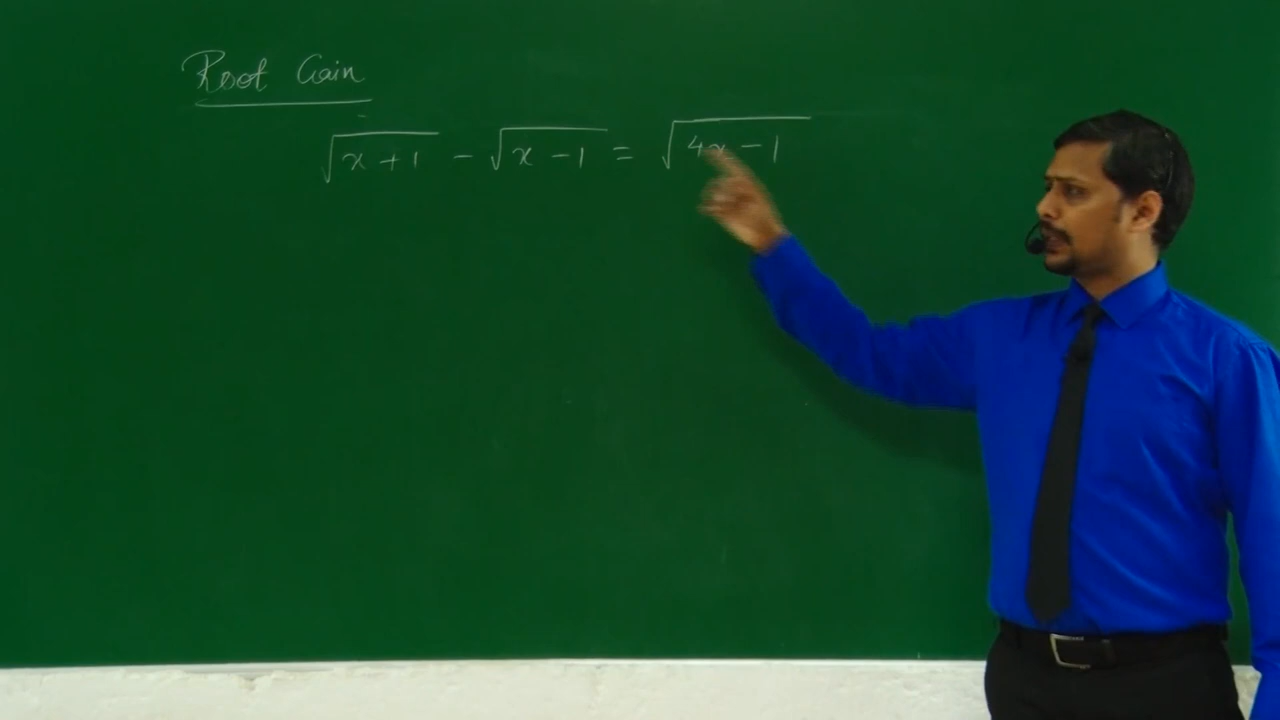 Root Gain
√(x + 1) - √(x - 1) = √(4x - 1)